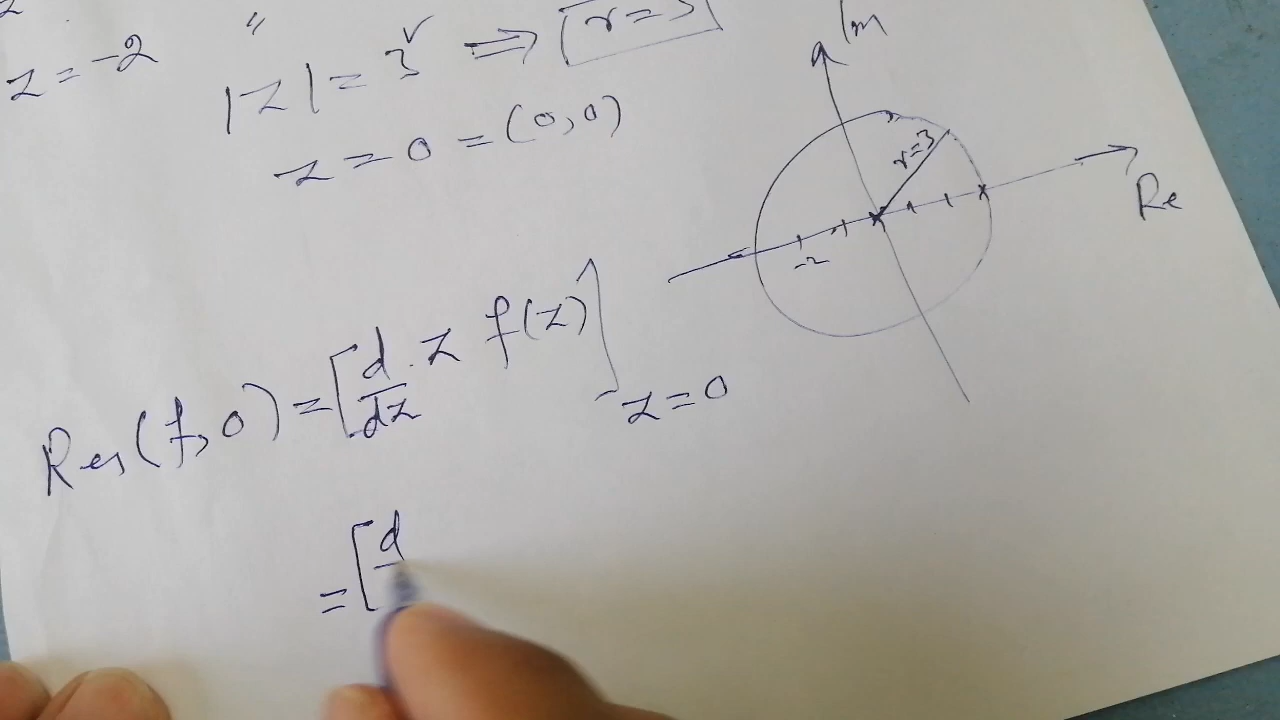 z = -2 "
|z| = 3 ⇒ r = 3
z = 0 = (0,0)
Im
r=3
Re
-2
Res(f,0) = [d/dz . z f(z)] z=0
= [d